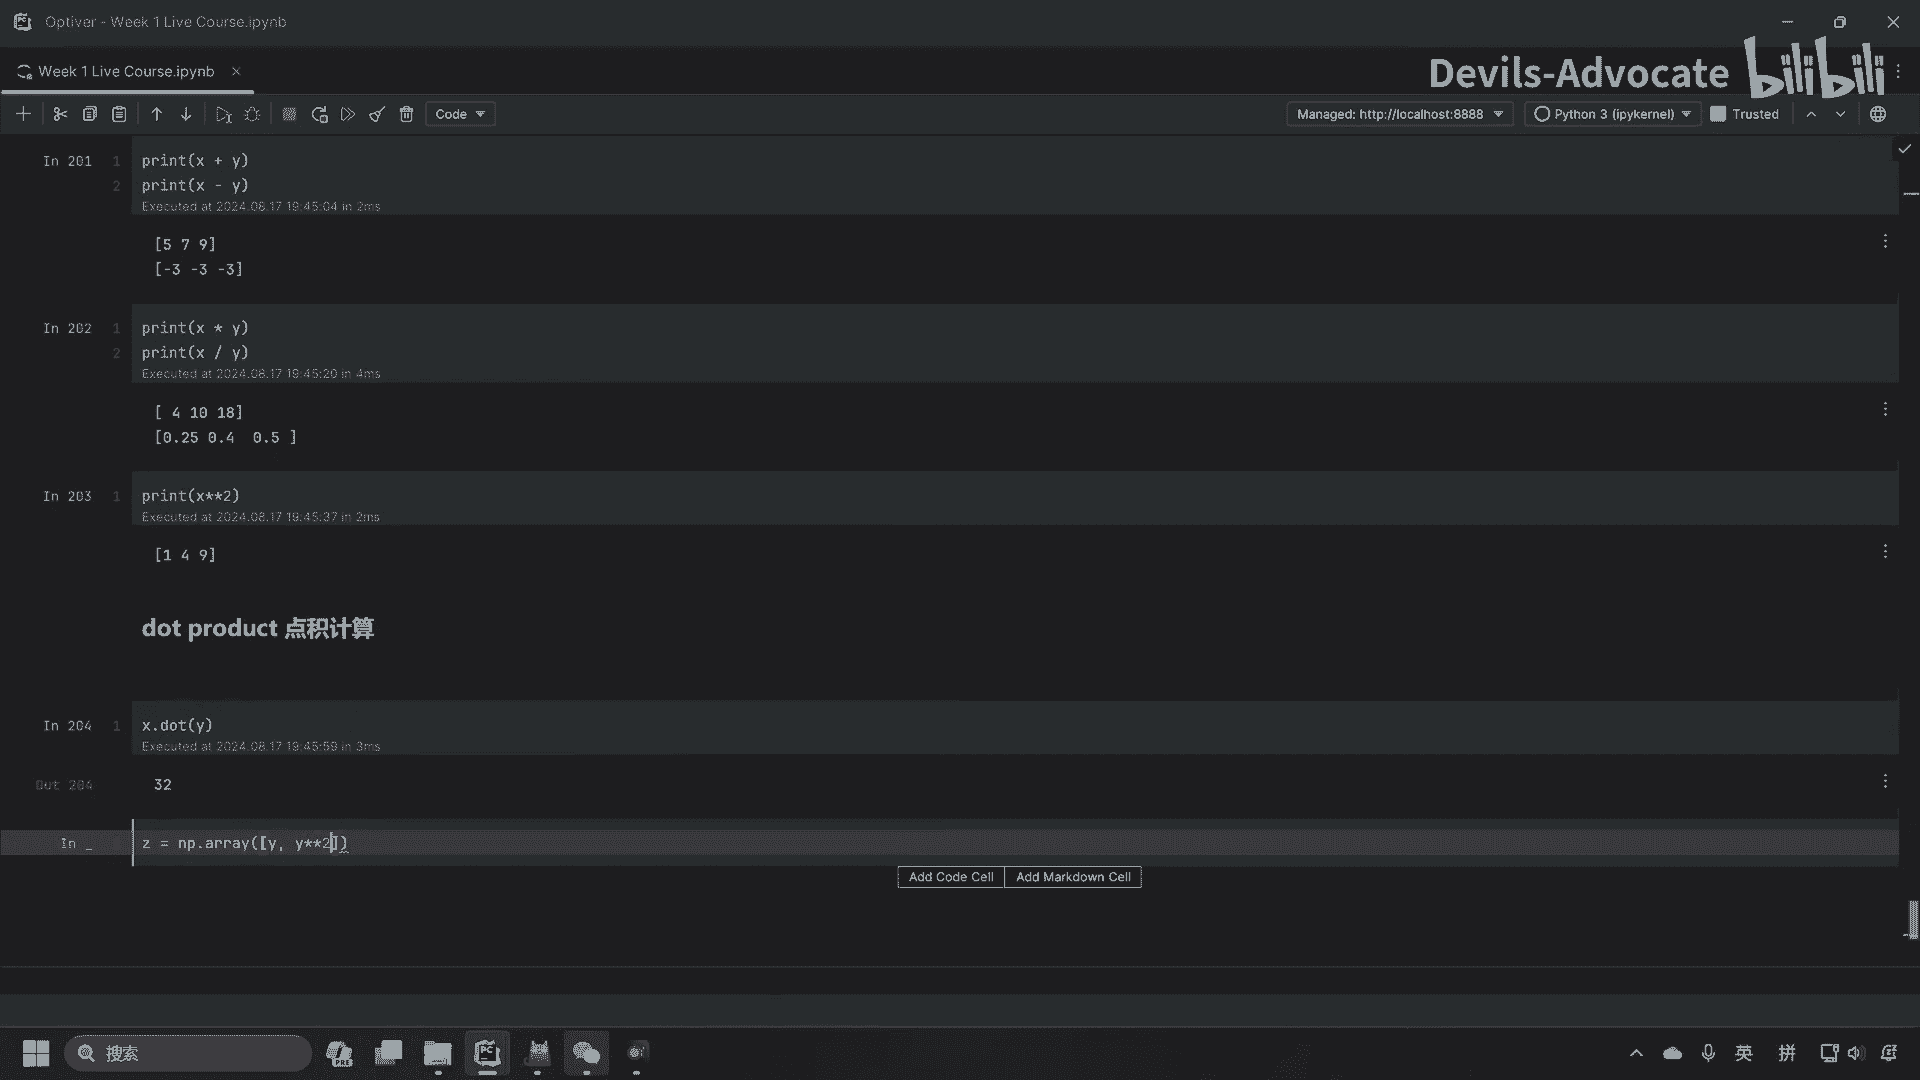 Optiver - Week 1 Live Course.ipynb
Week 1 Live Course.ipynb
Devils-Advocate bilibili
Code
Managed: http://localhost:8888
Python 3 (ipykernel)
Trusted
In 201
1 print(x + y)
2 print(x - y)
Executed at 2024.08.17 19:45:04 in 2ms
[5 7 9]
[-3 -3 -3]
In 202
1 print(x * y)
2 print(x / y)
Executed at 2024.08.17 19:45:20 in 4ms
[ 4 10 18]
[0.25 0.4  0.5 ]
In 203
1 print(x**2)
Executed at 2024.08.17 19:45:37 in 2ms
[1 4 9]
dot product 点积计算
In 204
1 x.dot(y)
Executed at 2024.08.17 19:45:59 in 3ms
Out 204
32
In _
z = np.array([y, y**2])
Add Code Cell
Add Markdown Cell
搜索
PRE
PC
英
拼